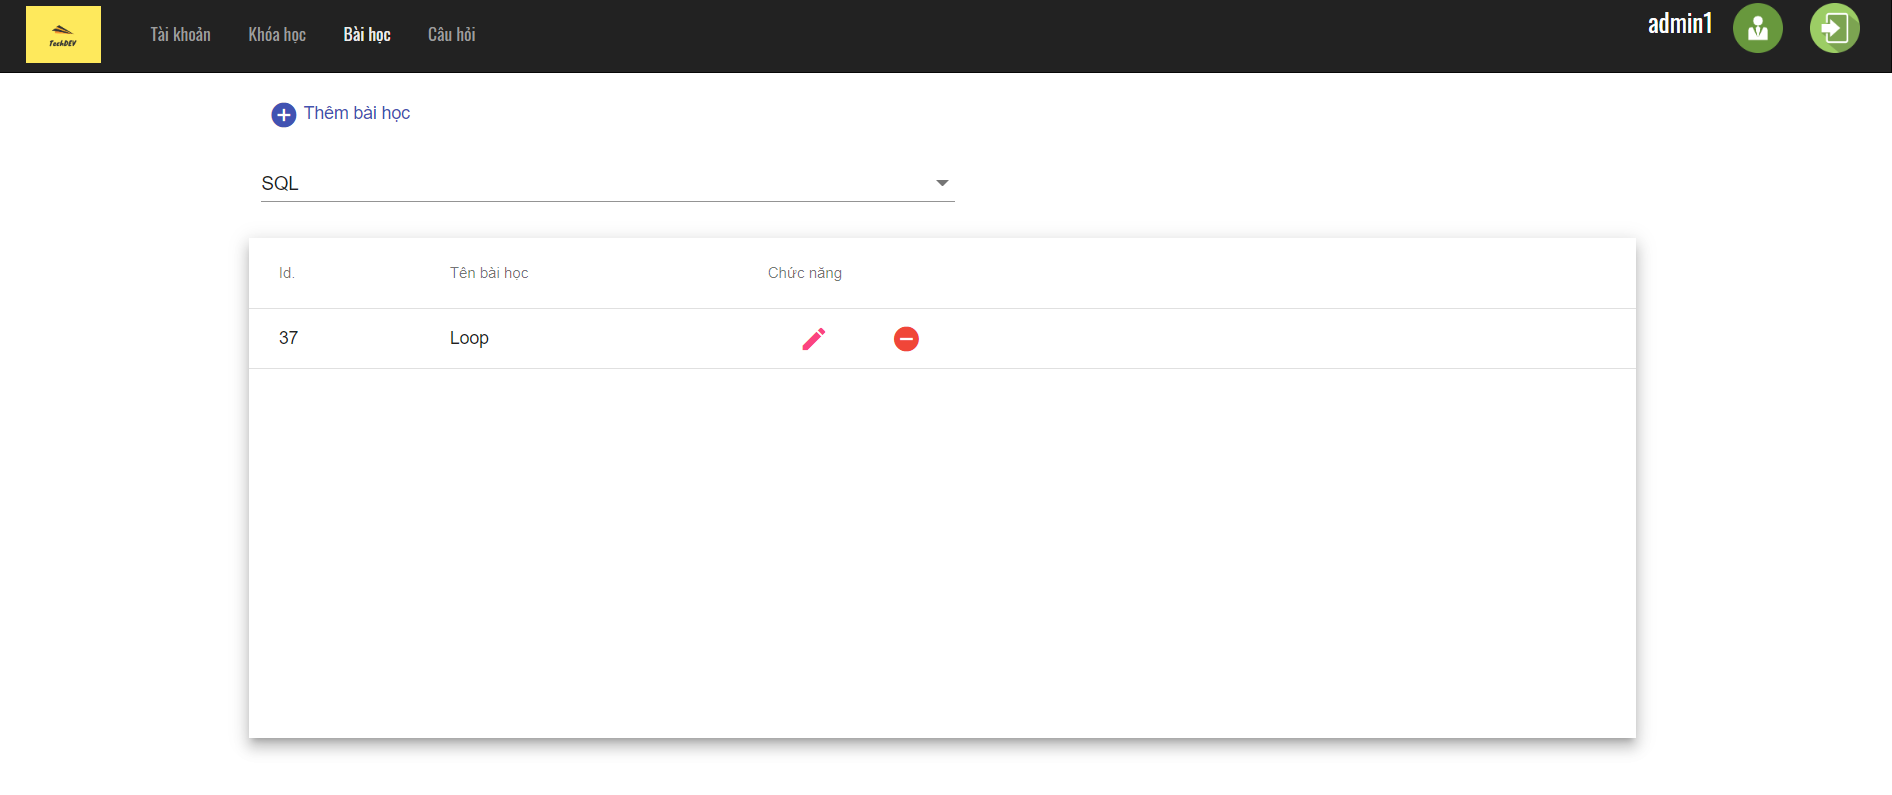 TechDEV
Tài khoản Khóa học Bài học Câu hỏi
admin1
Thêm bài học
SQL
Id. Tên bài học Chức năng
37 Loop